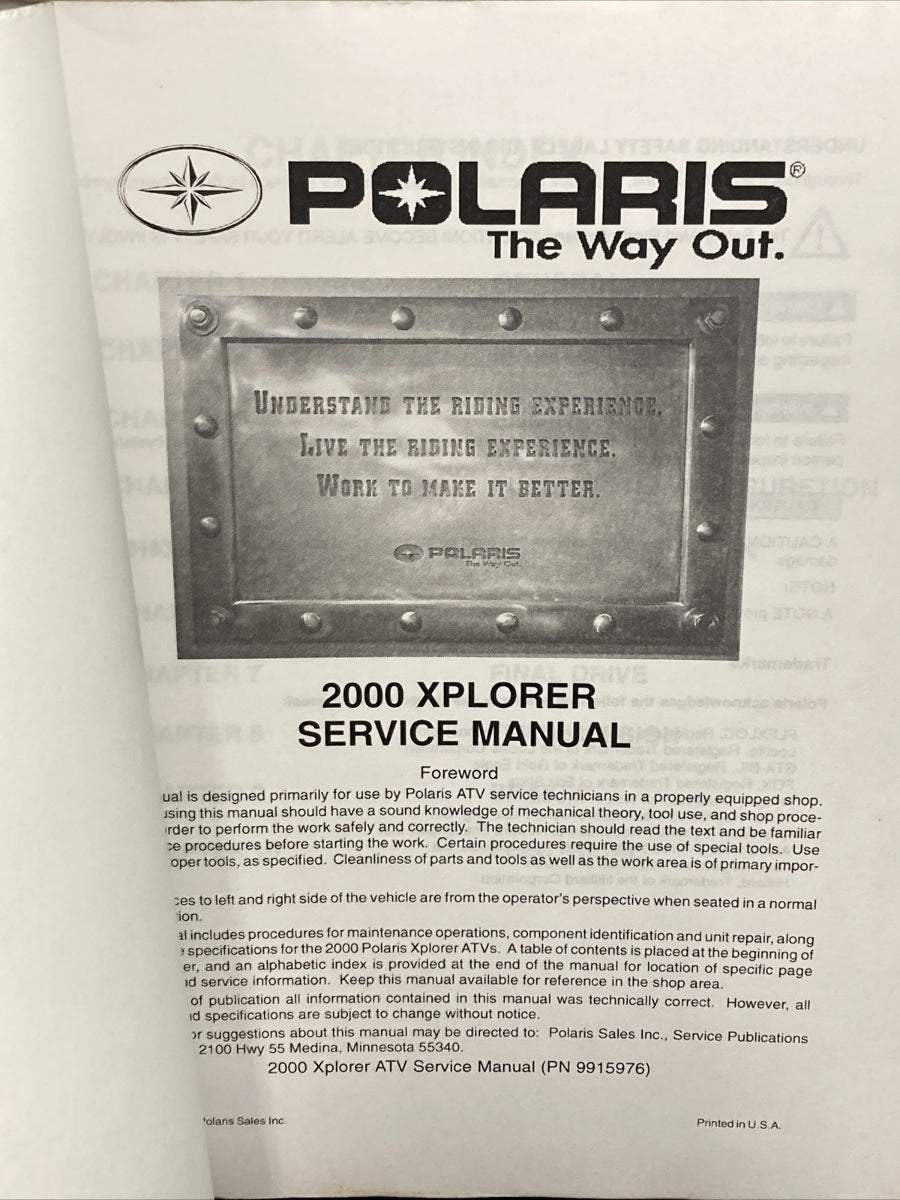 POLARIS®
The Way Out.
UNDERSTAND THE RIDING EXPERIENCE.
LIVE THE RIDING EXPERIENCE.
WORK TO MAKE IT BETTER.
POLARIS
The Way Out.
2000 XPLORER
SERVICE MANUAL
Foreword
ual is designed primarily for use by Polaris ATV service technicians in a properly equipped shop.
using this manual should have a sound knowledge of mechanical theory, tool use, and shop proce-
rder to perform the work safely and correctly. The technician should read the text and be familiar
ce procedures before starting the work. Certain procedures require the use of special tools. Use
oper tools, as specified. Cleanliness of parts and tools as well as the work area is of primary impor-
ces to left and right side of the vehicle are from the operator's perspective when seated in a normal
ion.
al includes procedures for maintenance operations, component identification and unit repair, along
specifications for the 2000 Polaris Xplorer ATVs. A table of contents is placed at the beginning of
er, and an alphabetic index is provided at the end of the manual for location of specific page
nd service information. Keep this manual available for reference in the shop area.
of publication all information contained in this manual was technically correct. However, all
nd specifications are subject to change without notice.
or suggestions about this manual may be directed to: Polaris Sales Inc., Service Publications
2100 Hwy 55 Medina, Minnesota 55340.
2000 Xplorer ATV Service Manual (PN 9915976)
Polaris Sales Inc.
Printed in U.S.A.